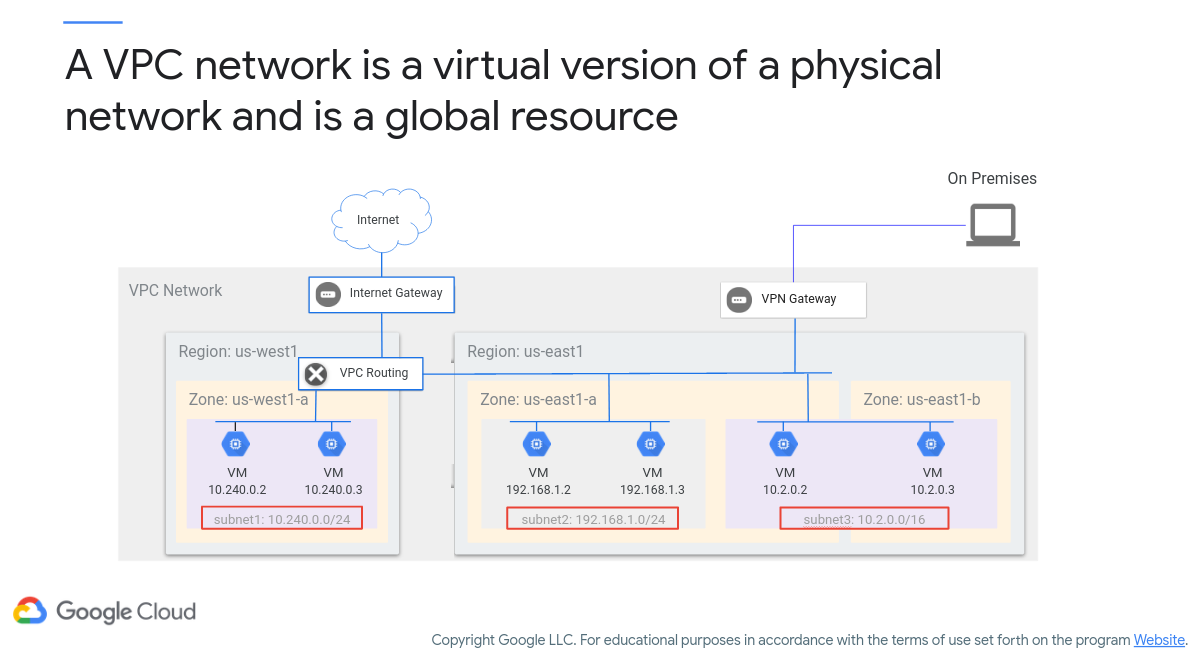 A VPC network is a virtual version of a physical
network and is a global resource
On Premises
Internet
VPC Network
Internet Gateway
VPN Gateway
Region: us-west1
Region: us-east1
VPC Routing
Zone: us-west1-a
Zone: us-east1-a
Zone: us-east1-b
VM
10.240.0.2
VM
10.240.0.3
VM
192.168.1.2
VM
192.168.1.3
VM
10.2.0.2
VM
10.2.0.3
subnet1: 10.240.0.0/24
subnet2: 192.168.1.0/24
subnet3: 10.2.0.0/16
Google Cloud
Copyright Google LLC. For educational purposes in accordance with the terms of use set forth on the program Website.